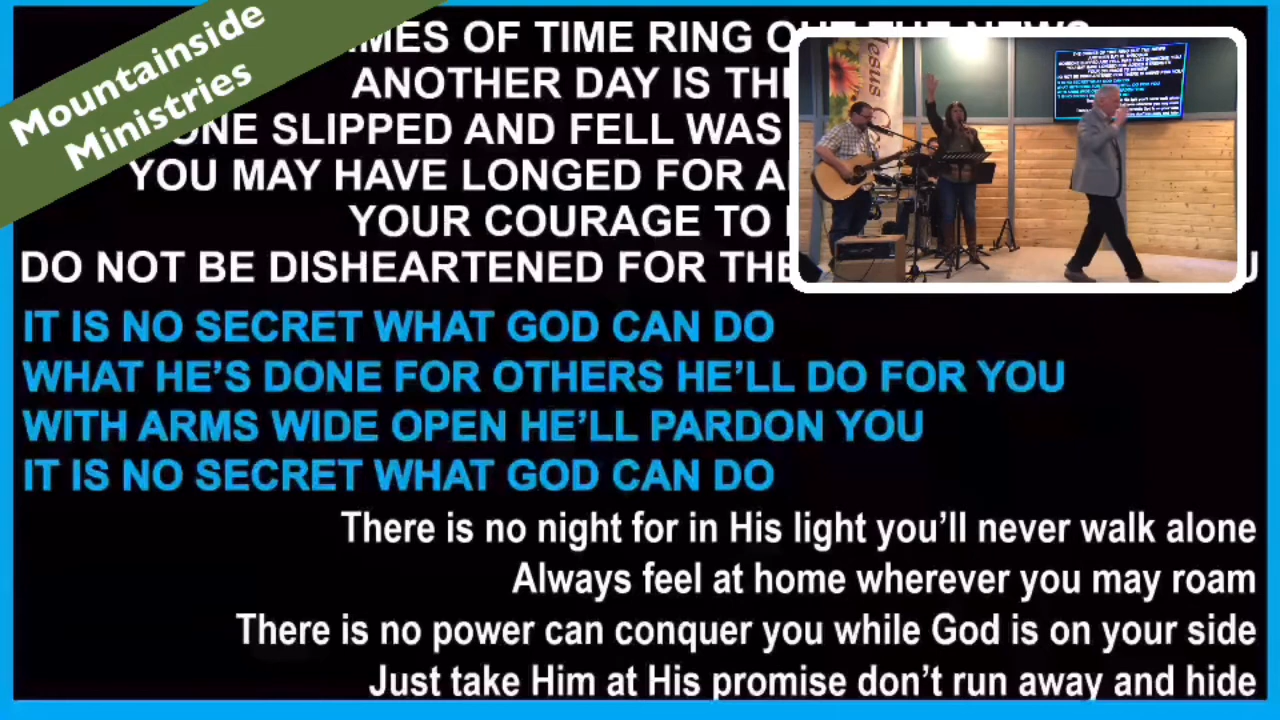 Mountainside
Ministries
OF TIME RING
ANOTHER DAY IS
SLIPPED AND FELL WAS
YOU MAY HAVE LONGED FOR
YOUR COURAGE TO
DO NOT BE DISHEARTENED FOR
IT IS NO SECRET WHAT GOD CAN DO
WHAT HE'S DONE FOR OTHERS HE'LL DO FOR YOU
WITH ARMS WIDE OPEN HE'LL PARDON YOU
IT IS NO SECRET WHAT GOD CAN DO
There is no night for in His light you'll never walk alone
Always feel at home wherever you may roam
There is no power can conquer you while God is on your side
Just take Him at His promise don't run away and hide
Jesus